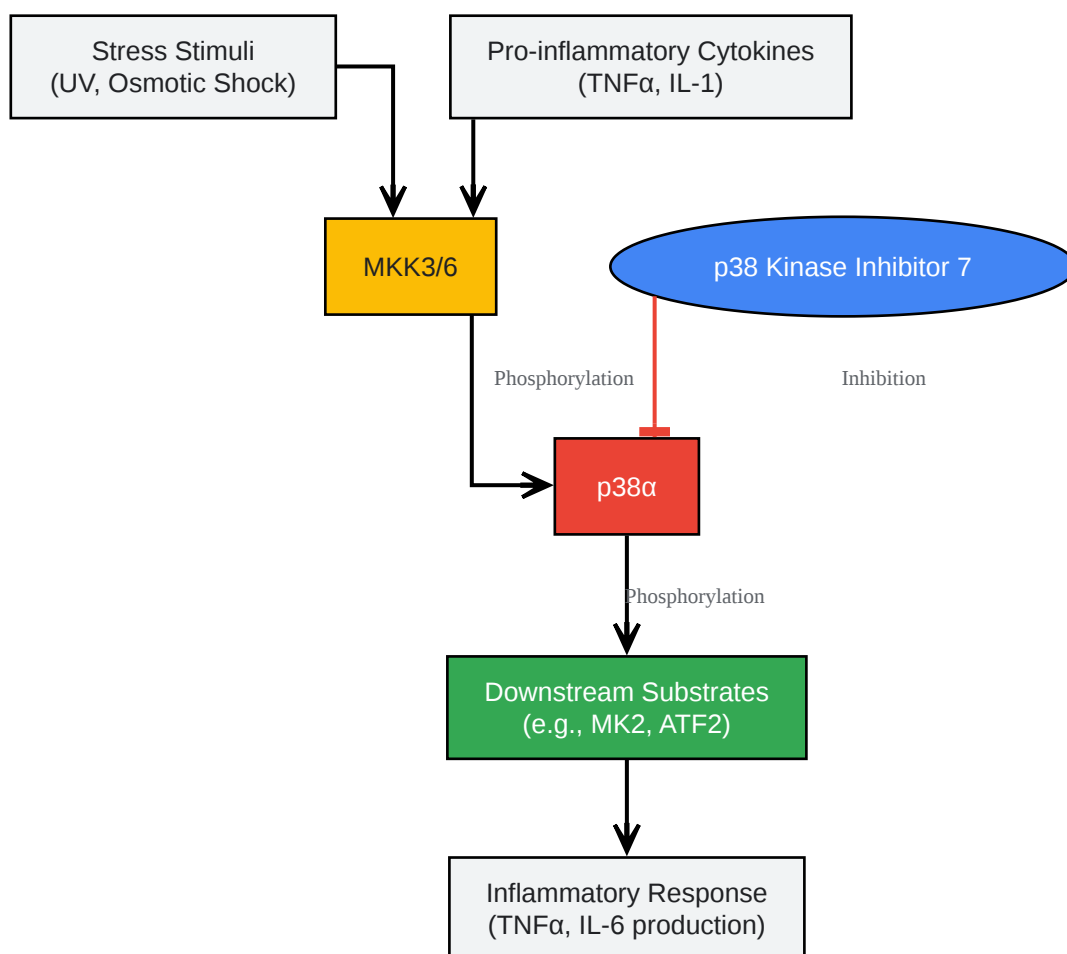 Stress Stimuli
(UV, Osmotic Shock)
Pro-inflammatory Cytokines
(TNFα, IL-1)
MKK3/6
p38 Kinase Inhibitor 7
Phosphorylation
Inhibition
p38α
Phosphorylation
Downstream Substrates
(e.g., MK2, ATF2)
Inflammatory Response
(TNFα, IL-6 production)